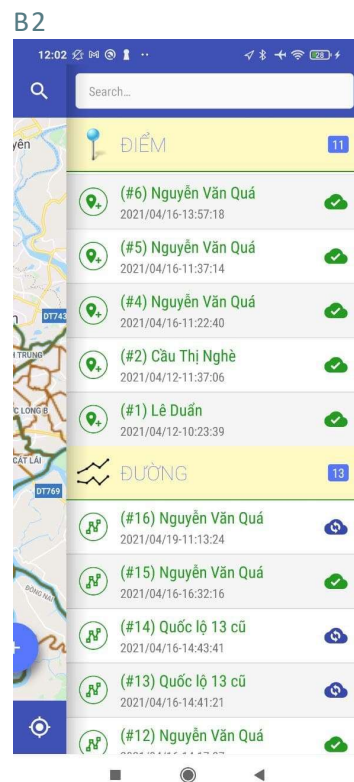 B2
12:02
28
Search...
yên
ĐIỂM
11
(#6) Nguyễn Văn Quá
2021/04/16-13:57:18
(#5) Nguyễn Văn Quá
2021/04/16-11:37:14
(#4) Nguyễn Văn Quá
2021/04/16-11:22:40
DT743
(#2) Cầu Thị Nghè
2021/04/12-11:37:06
TRUNG
(#1) Lê Duẩn
2021/04/12-10:23:39
C LONG B
CÁT LÁI
ĐƯỜNG
13
DT769
(#16) Nguyễn Văn Quá
2021/04/19-11:13:24
(#15) Nguyễn Văn Quá
2021/04/16-16:32:16
ĐỒNG NAI
(#14) Quốc lộ 13 cũ
2021/04/16-14:43:41
(#13) Quốc lộ 13 cũ
2021/04/16-14:41:21
(#12) Nguyễn Văn Quá